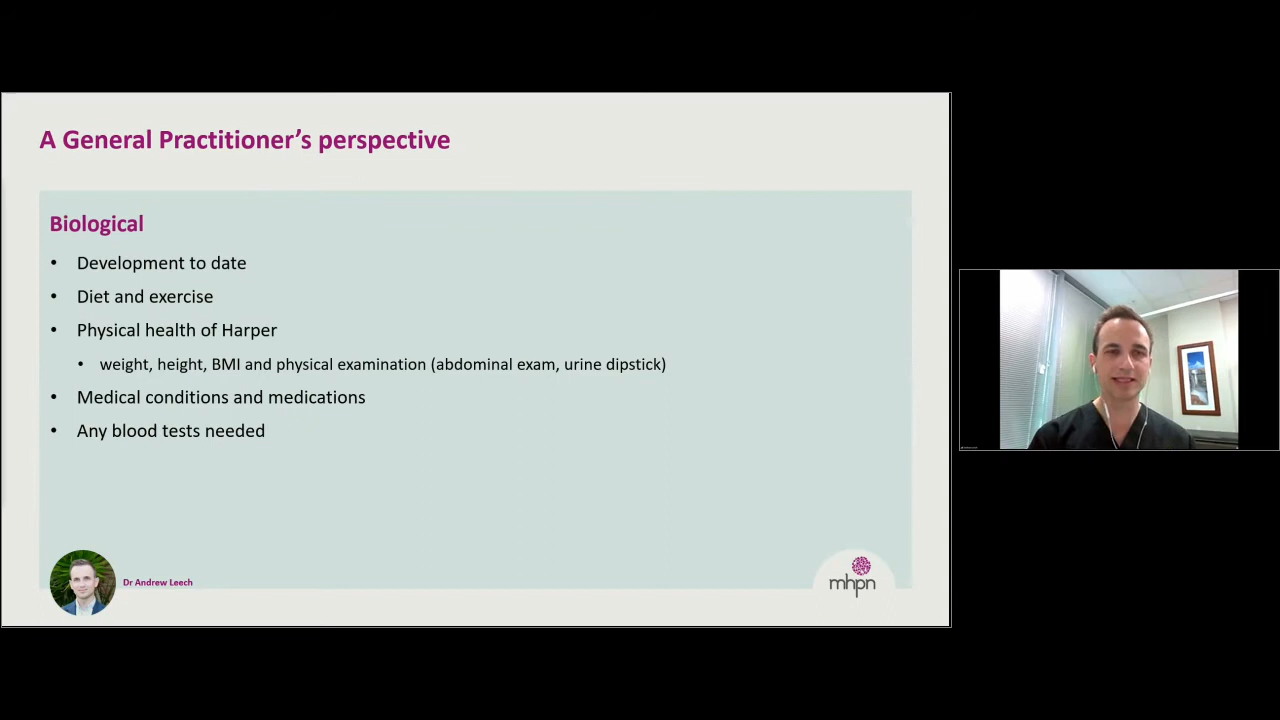 A General Practitioner’s perspective
Biological
• Development to date
• Diet and exercise
• Physical health of Harper
• weight, height, BMI and physical examination (abdominal exam, urine dipstick)
• Medical conditions and medications
• Any blood tests needed
Dr Andrew Leech
mhpn